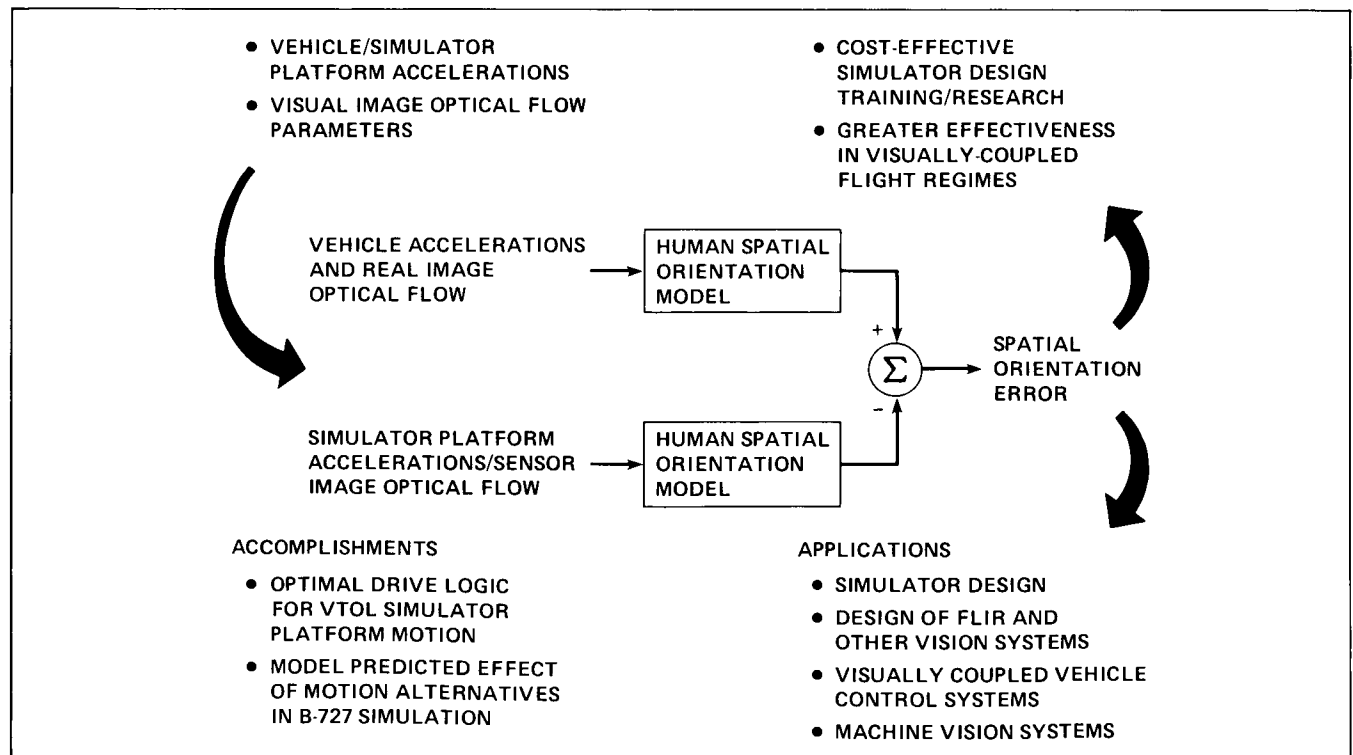 • VEHICLE/SIMULATOR
PLATFORM ACCELERATIONS
• VISUAL IMAGE OPTICAL FLOW
PARAMETERS
• COST-EFFECTIVE
SIMULATOR DESIGN
TRAINING/RESEARCH
• GREATER EFFECTIVENESS
IN VISUALLY-COUPLED
FLIGHT REGIMES
VEHICLE ACCELERATIONS
AND REAL IMAGE
OPTICAL FLOW
HUMAN SPATIAL
ORIENTATION
MODEL
+
Σ
−
SPATIAL
ORIENTATION
ERROR
SIMULATOR PLATFORM
ACCELERATIONS/SENSOR
IMAGE OPTICAL FLOW
HUMAN SPATIAL
ORIENTATION
MODEL
ACCOMPLISHMENTS
• OPTIMAL DRIVE LOGIC
FOR VTOL SIMULATOR
PLATFORM MOTION
• MODEL PREDICTED EFFECT
OF MOTION ALTERNATIVES
IN B-727 SIMULATION
APPLICATIONS
• SIMULATOR DESIGN
• DESIGN OF FLIR AND
OTHER VISION SYSTEMS
• VISUALLY COUPLED VEHICLE
CONTROL SYSTEMS
• MACHINE VISION SYSTEMS